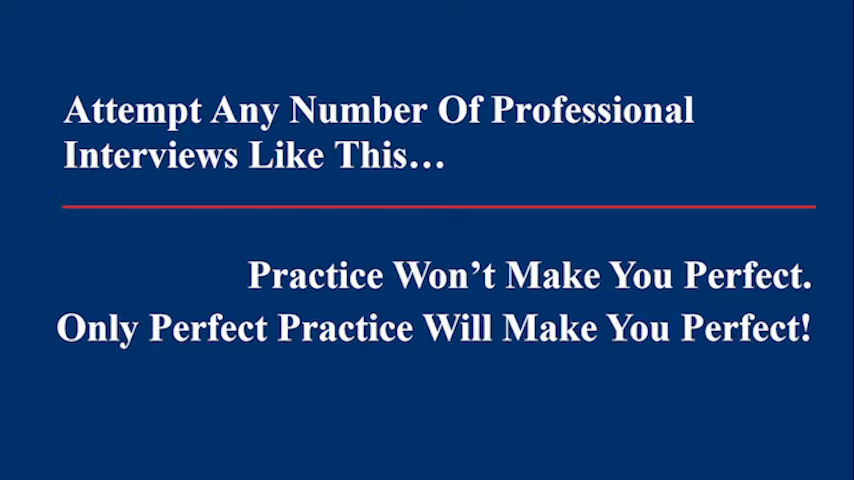 Attempt Any Number Of Professional
Interviews Like This…
Practice Won’t Make You Perfect.
Only Perfect Practice Will Make You Perfect!